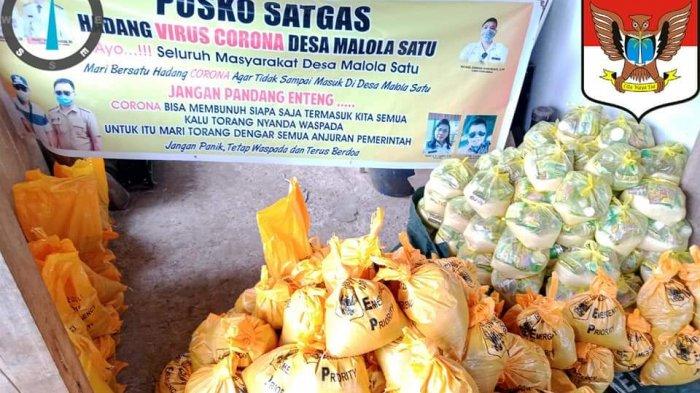 POSKO SATGAS
HADANG VIRUS CORONA DESA MALOLA SATU
Ayo...!!! Seluruh Masyarakat Desa Malola Satu
Mari Bersatu Hadang CORONA Agar Tidak Sampai Masuk Di Desa Malola Satu
JANGAN PANDANG ENTENG .....
CORONA BISA MEMBUNUH SIAPA SAJA TERMASUK KITA SEMUA
KALU TORANG NYANDA WASPADA
UNTUK ITU MARI TORANG DENGAR SEMUA ANJURAN PEMERINTAH
Jangan Panik, Tetap Waspada dan Terus Berdoa
PRIORITY
PRIORITY
PRIORITY